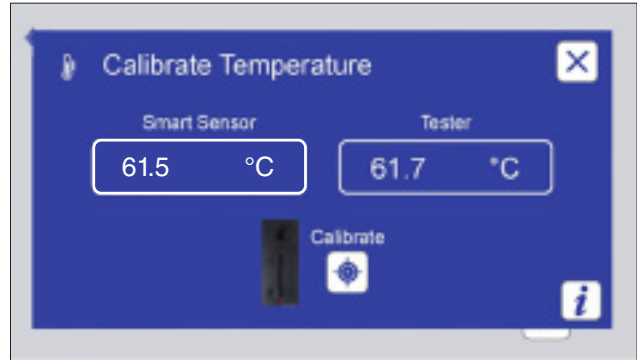 Calibrate Temperature
Smart Sensor Tester
61.5 °C 61.7 °C
Calibrate
i